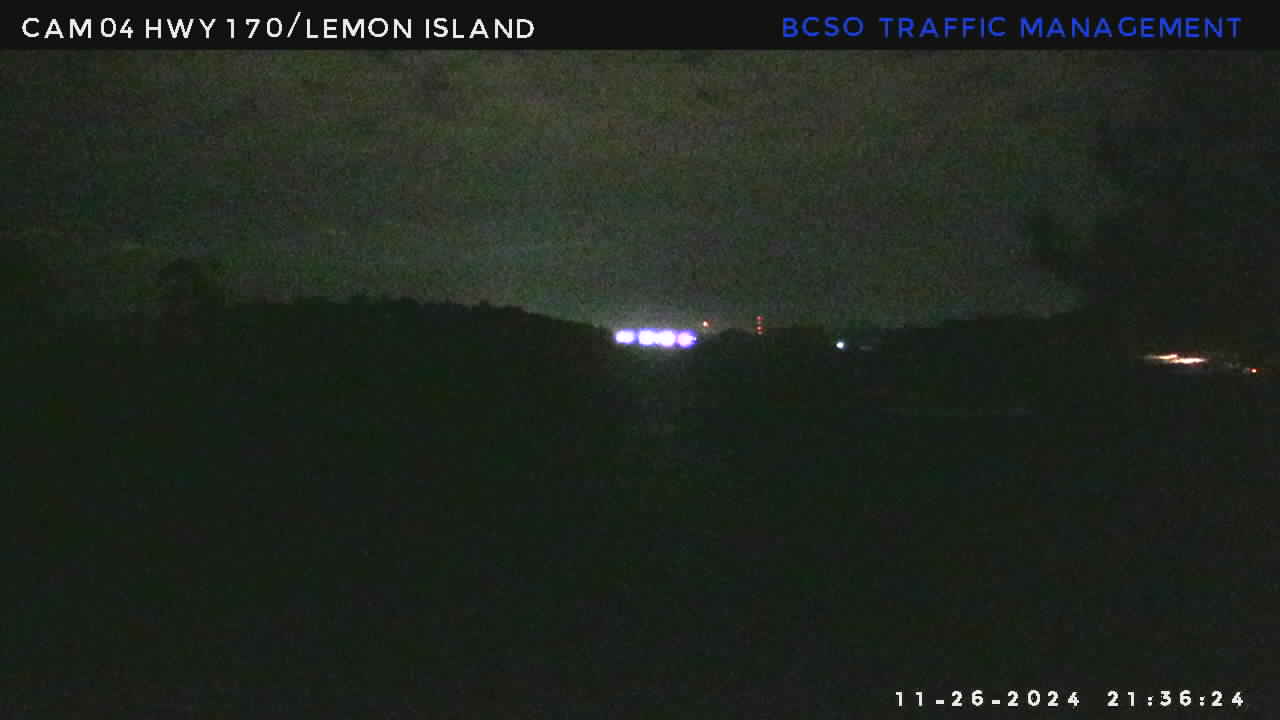 CAM04 HWY 170/LEMON ISLAND
BCSO TRAFFIC MANAGEMENT
11-26-2024 21:36:24